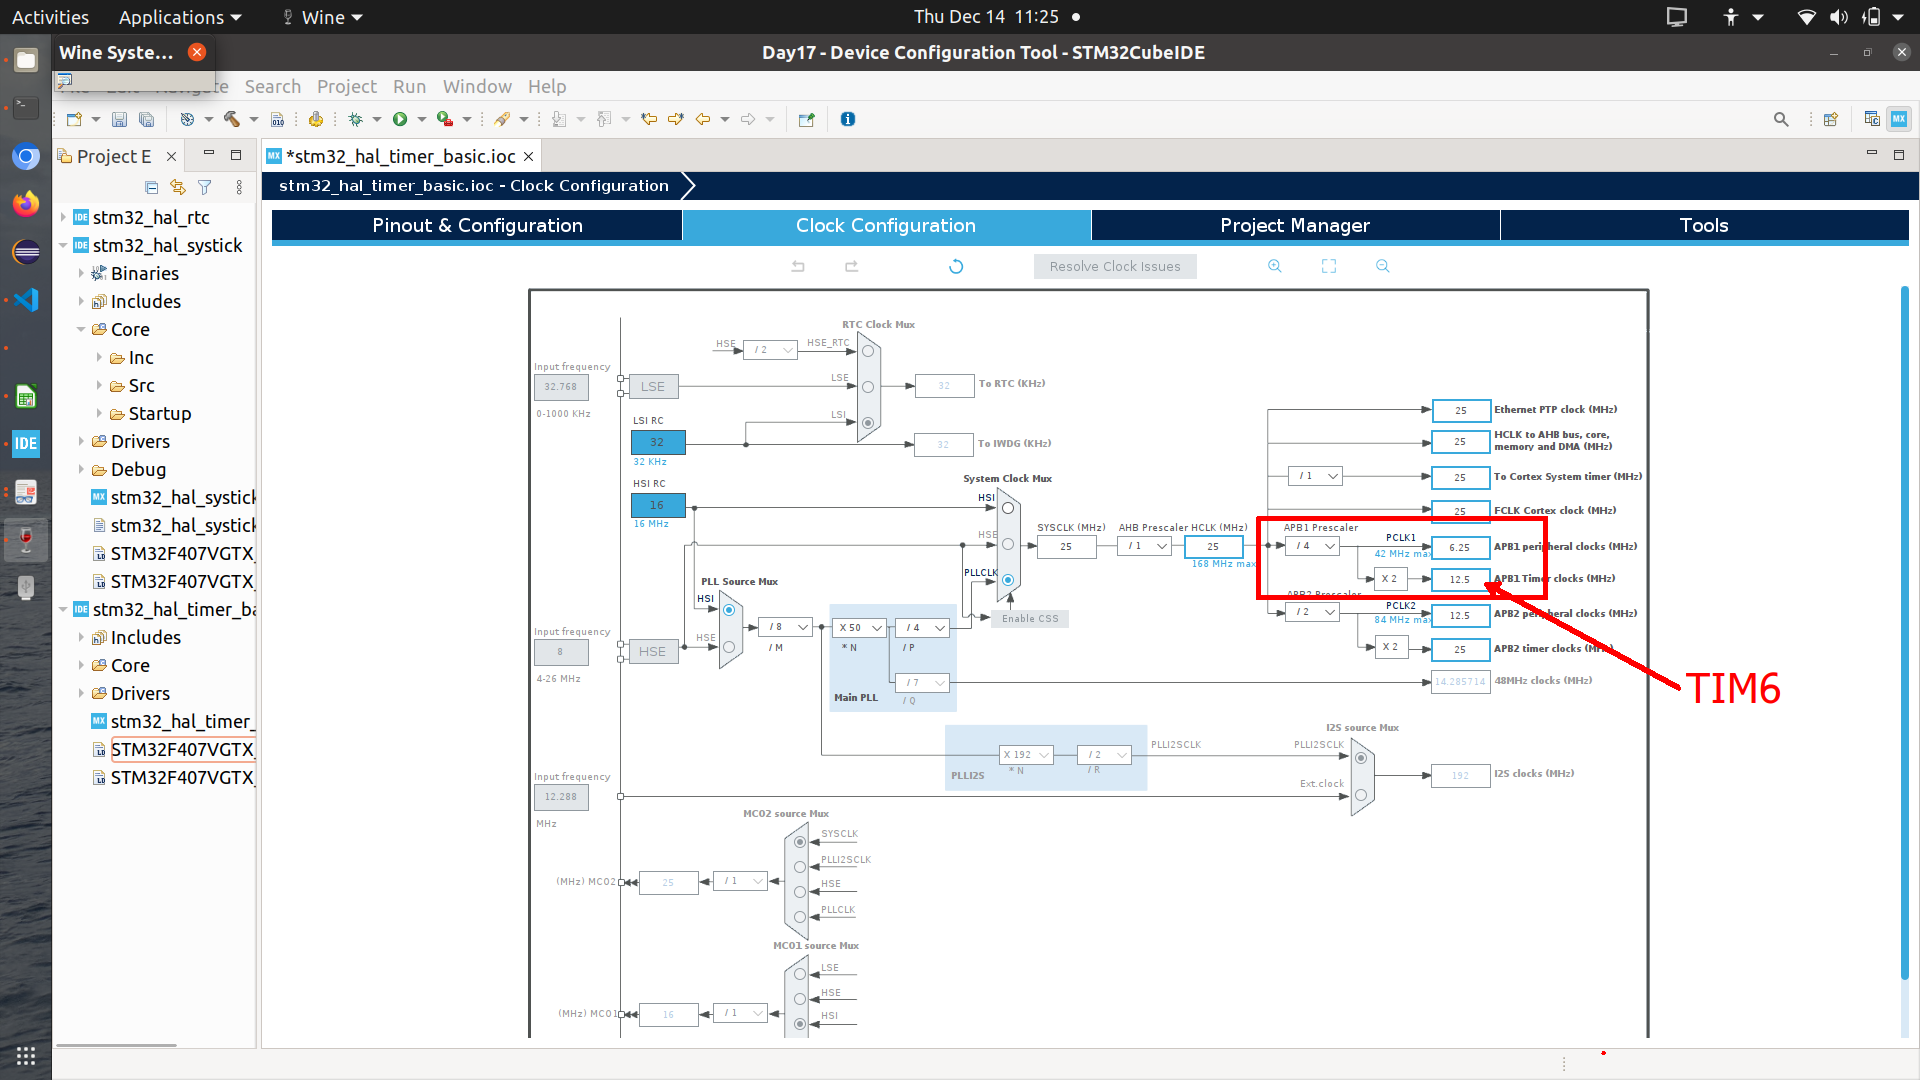 Activities
Applications
Wine
Thu Dec 14 11:25
Wine Syste...
Day17 - Device Configuration Tool - STM32CubeIDE
Search
Project
Run
Window
Help
Project E
*stm32_hal_timer_basic.ioc
stm32_hal_timer_basic.ioc - Clock Configuration
Pinout & Configuration
Clock Configuration
Project Manager
Tools
Resolve Clock Issues
stm32_hal_rtc
stm32_hal_systick
Binaries
Includes
Core
Inc
Src
Startup
Drivers
Debug
stm32_hal_systick
stm32_hal_systick
STM32F407VGTX_
STM32F407VGTX_
stm32_hal_timer_ba
Includes
Core
Drivers
stm32_hal_timer_
STM32F407VGTX_
STM32F407VGTX_
RTC Clock Mux
HSE
/ 2
HSE_RTC
Input frequency
32.768
0-1000 KHz
LSE
LSE
32
To RTC (KHz)
LSI
LSI RC
32
32 KHz
32
To IWDG (KHz)
HSI RC
16
16 MHz
System Clock Mux
HSI
HSE
PLLCLK
Enable CSS
SYSCLK (MHz)
25
AHB Prescaler
/ 1
HCLK (MHz)
25
168 MHz max
25
Ethernet PTP clock (MHz)
25
HCLK to AHB bus, core,
memory and DMA (MHz)
/ 1
25
To Cortex System timer (MHz)
25
FCLK Cortex clock (MHz)
APB1 Prescaler
/ 4
PCLK1
42 MHz max
6.25
APB1 peripheral clocks (MHz)
X 2
12.5
APB1 Timer clocks (MHz)
APB2 Prescaler
/ 2
PCLK2
84 MHz max
12.5
APB2 peripheral clocks (MHz)
X 2
25
APB2 timer clocks (MHz)
TIM6
PLL Source Mux
HSI
HSE
Input frequency
8
4-26 MHz
HSE
/ 8
/ M
X 50
* N
/ 4
/ P
/ 7
/ Q
Main PLL
14.285714
48MHz clocks (MHz)
X 192
* N
/ 2
/ R
PLLI2S
PLLI2SCLK
I2S source Mux
PLLI2SCLK
Ext.clock
192
I2S clocks (MHz)
Input frequency
12.288
MHz
MCO2 source Mux
SYSCLK
PLLI2SCLK
HSE
PLLCLK
(MHz) MCO2
25
/ 1
MCO1 source Mux
LSE
HSE
HSI
(MHz) MCO1
16
/ 1
IDE